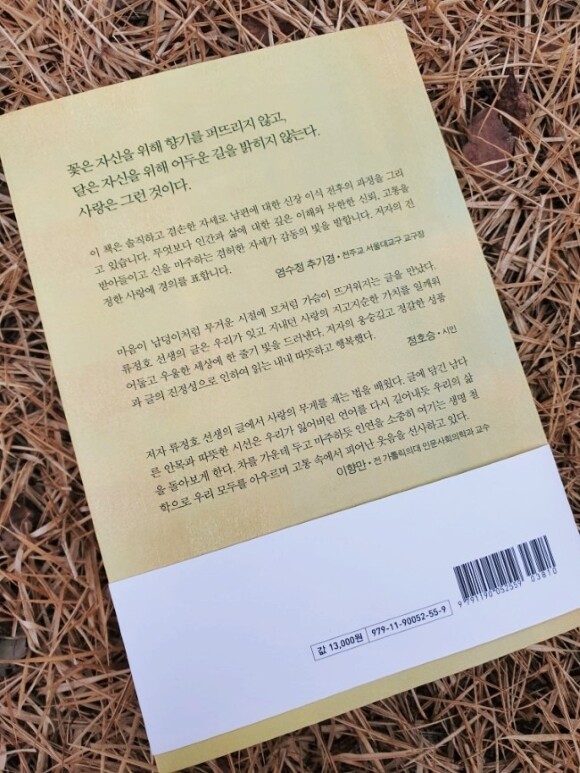 꽃은 자신을 위해 향기를 퍼뜨리지 않고,
달은 자신을 위해 어두운 길을 밝히지 않는다.
사랑은 그런 것이다.
이 책은 솔직하고 겸손한 자세로 남편에 대한 신장 이식 전후의 과정을 그리
고 있습니다. 무엇보다 인간과 삶에 대한 깊은 이해와 무한한 신뢰, 고통을
받아들이고 신을 마주하는 겸허한 자세가 감동의 빛을 발합니다. 저자의 진
정한 사랑에 경의를 표합니다.
염수정 추기경 · 천주교 서울대교구 교구장
마음이 납덩이처럼 무거운 시절에 모처럼 가슴이 뜨거워지는 글을 만났다.
류정호 선생의 글은 우리가 잊고 지내던 사랑의 지고지순한 가치를 일깨워
어둡고 우울한 세상에 한 줄기 빛을 드러낸다. 저자의 웅숭깊고 정갈한 성품
과 글의 진정성으로 인하여 읽는 내내 따뜻하고 행복했다.
정호승 · 시인
저자 류정호 선생의 글에서 사랑의 무게를 재는 법을 배웠다. 글에 담긴 남다
른 안목과 따뜻한 시선은 우리가 잃어버린 언어를 다시 길어내듯 우리의 삶
을 돌아보게 한다. 차를 가운데 두고 마주하듯 인연을 소중히 여기는 생명 철
학으로 우리 모두를 아우르며 고통 속에서 피어난 웃음을 선사하고 있다.
이향만 · 전 가톨릭의대 인문사회의학과 교수
값 13,000원
979-11-90052-55-9
9 791190 052559
03810